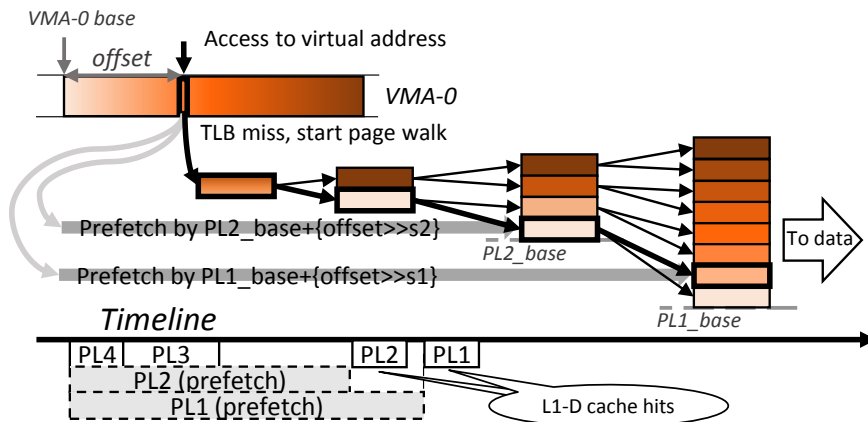 VMA-0 base
Access to virtual address
offset
VMA-0
TLB miss, start page walk
Prefetch by PL2_base+{offset>>s2}
PL2_base
To data
Prefetch by PL1_base+{offset>>s1}
PL1_base
Timeline
PL4 PL3 PL2 PL1
PL2 (prefetch)
PL1 (prefetch)
L1-D cache hits